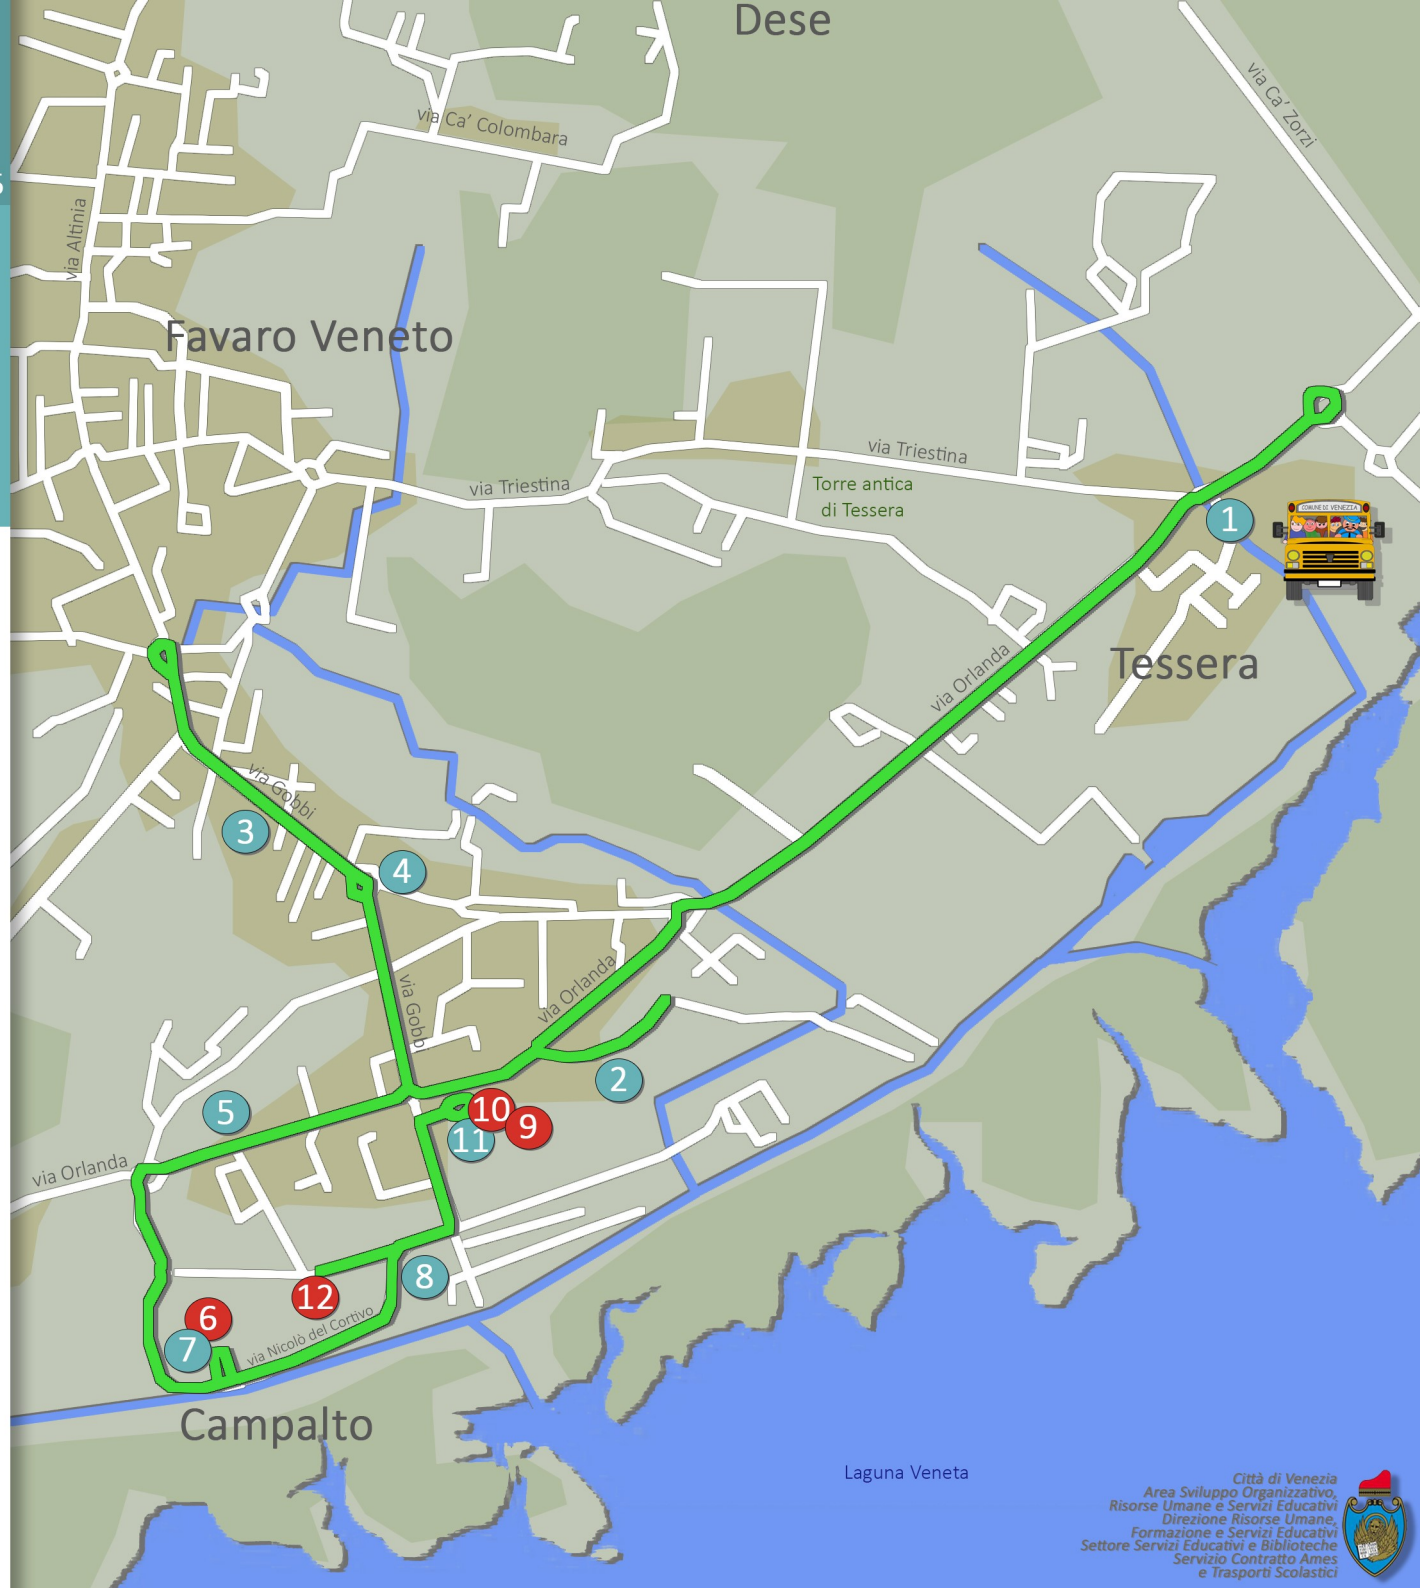 Dese
via Ca' Zorzi
via Ca' Colombara
via Altinia
Favaro Veneto
via Triestina
via Triestina
Torre antica
di Tessera
1
COMUNE DI VENEZIA
Tessera
via Orlanda
via Gobbi
3
4
via Gobbi
via Orlanda
2
5
10
9
11
via Orlanda
8
12
6
7
via Nicolò del Cortivo
Campalto
Laguna Veneta
Città di Venezia
Area Sviluppo Organizzativo,
Risorse Umane e Servizi Educativi
Direzione Risorse Umane,
Formazione e Servizi Educativi
Settore Servizi Educativi e Biblioteche
Servizio Contratto Ames
e Trasporti Scolastici